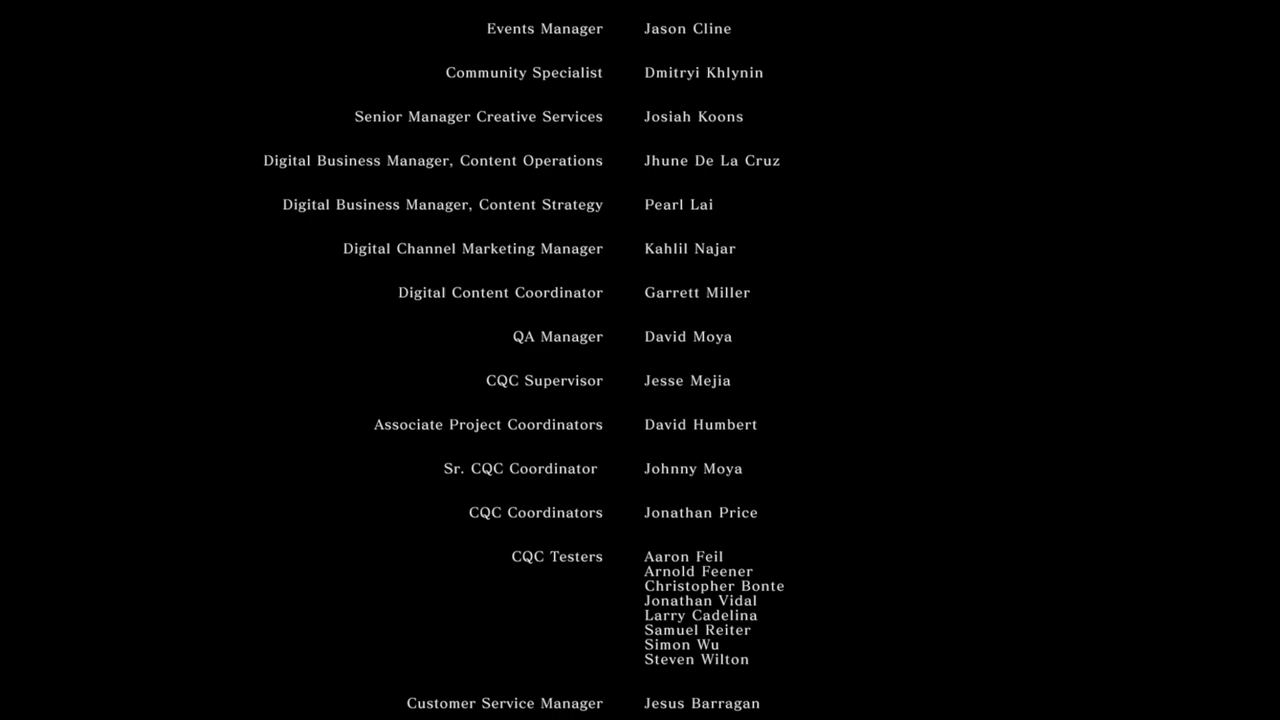 Events Manager Jason Cline
Community Specialist Dmitryi Khlynin
Senior Manager Creative Services Josiah Koons
Digital Business Manager, Content Operations Jhune De La Cruz
Digital Business Manager, Content Strategy Pearl Lai
Digital Channel Marketing Manager Kahlil Najar
Digital Content Coordinator Garrett Miller
QA Manager David Moya
CQC Supervisor Jesse Mejia
Associate Project Coordinators David Humbert
Sr. CQC Coordinator Johnny Moya
CQC Coordinators Jonathan Price
CQC Testers Aaron Feil
Arnold Feener
Christopher Bonte
Jonathan Vidal
Larry Cadelina
Samuel Reiter
Simon Wu
Steven Wilton
Customer Service Manager Jesus Barragan